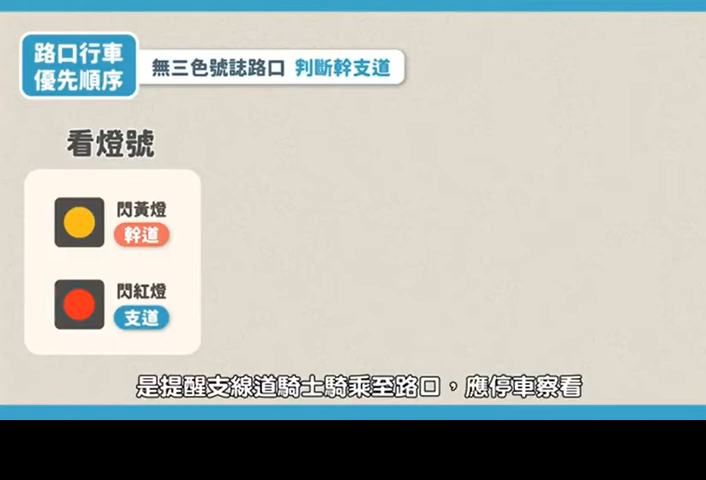 路口行車
優先順序
無三色號誌路口 判斷幹支道
看燈號
閃黃燈
幹道
閃紅燈
支道
是提醒支線道騎士騎乘至路口，應停車察看